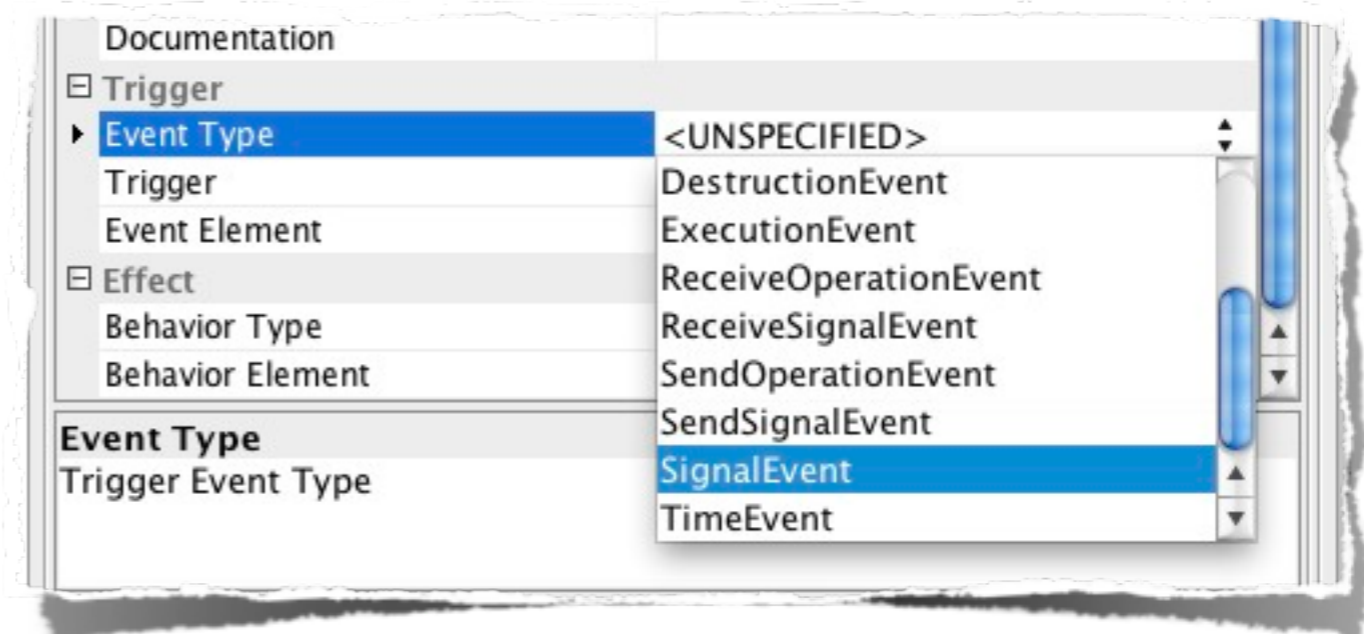 Documentation
Trigger
Event Type <UNSPECIFIED>
Trigger DestructionEvent
Event Element ExecutionEvent
Effect ReceiveOperationEvent
Behavior Type ReceiveSignalEvent
Behavior Element SendOperationEvent
SendSignalEvent
SignalEvent
TimeEvent
Event Type
Trigger Event Type